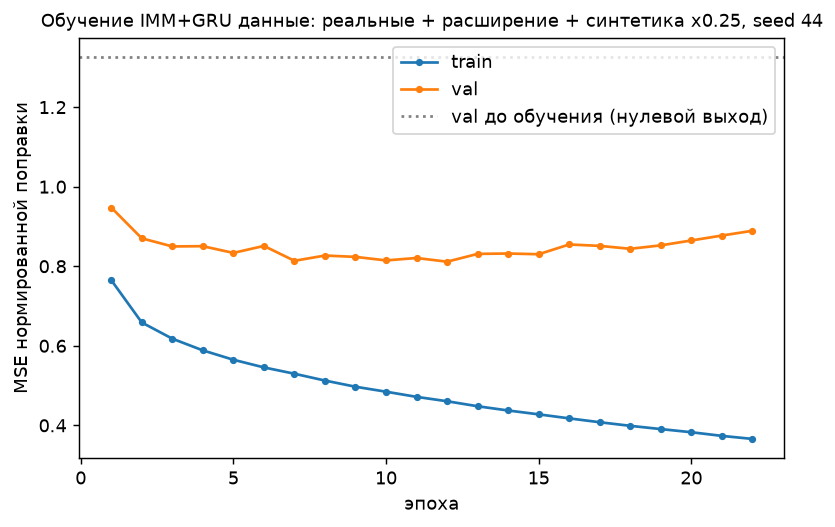 Обучение IMM+GRU данные: реальные + расширение + синтетика x0.25, seed 44
train
val
val до обучения (нулевой выход)
MSE нормированной поправки
1.2
1.0
0.8
0.6
0.4
0
5
10
15
20
эпоха